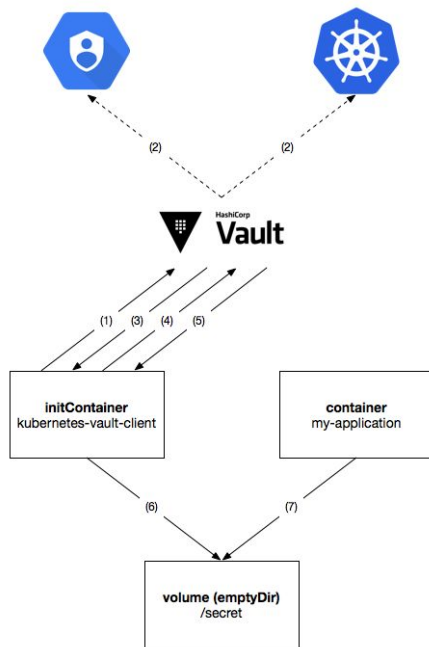 (2)
(2)
HashiCorp
Vault
(1)
(3)
(4)
(5)
initContainer
kubernetes-vault-client
container
my-application
(6)
(7)
volume (emptyDir)
/secret